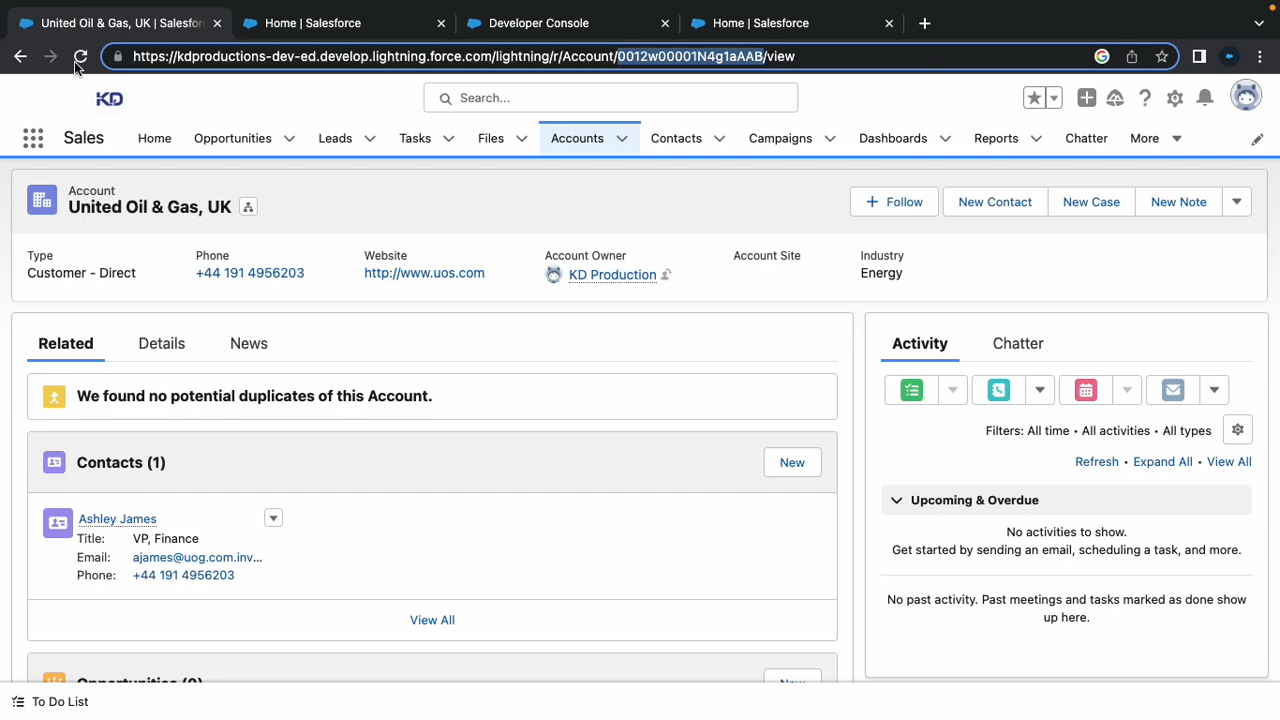 United Oil & Gas, UK | Salesfor
Home | Salesforce
Developer Console
Home | Salesforce
https://kdproductions-dev-ed.develop.lightning.force.com/lightning/r/Account/0012w00001N4g1aAAB/view
KD
Search...
Sales
Home
Opportunities
Leads
Tasks
Files
Accounts
Contacts
Campaigns
Dashboards
Reports
Chatter
More
Account
United Oil & Gas, UK
Follow
New Contact
New Case
New Note
Type
Phone
Website
Account Owner
Account Site
Industry
Customer - Direct
+44 191 4956203
http://www.uos.com
KD Production
Energy
Related
Details
News
We found no potential duplicates of this Account.
Contacts (1)
New
Ashley James
Title: VP, Finance
Email: ajames@uog.com.inv...
Phone: +44 191 4956203
View All
Opportunities (0)
New
Activity
Chatter
Filters: All time • All activities • All types
Refresh • Expand All • View All
Upcoming & Overdue
No activities to show.
Get started by sending an email, scheduling a task, and more.
No past activity. Past meetings and tasks marked as done show
up here.
To Do List